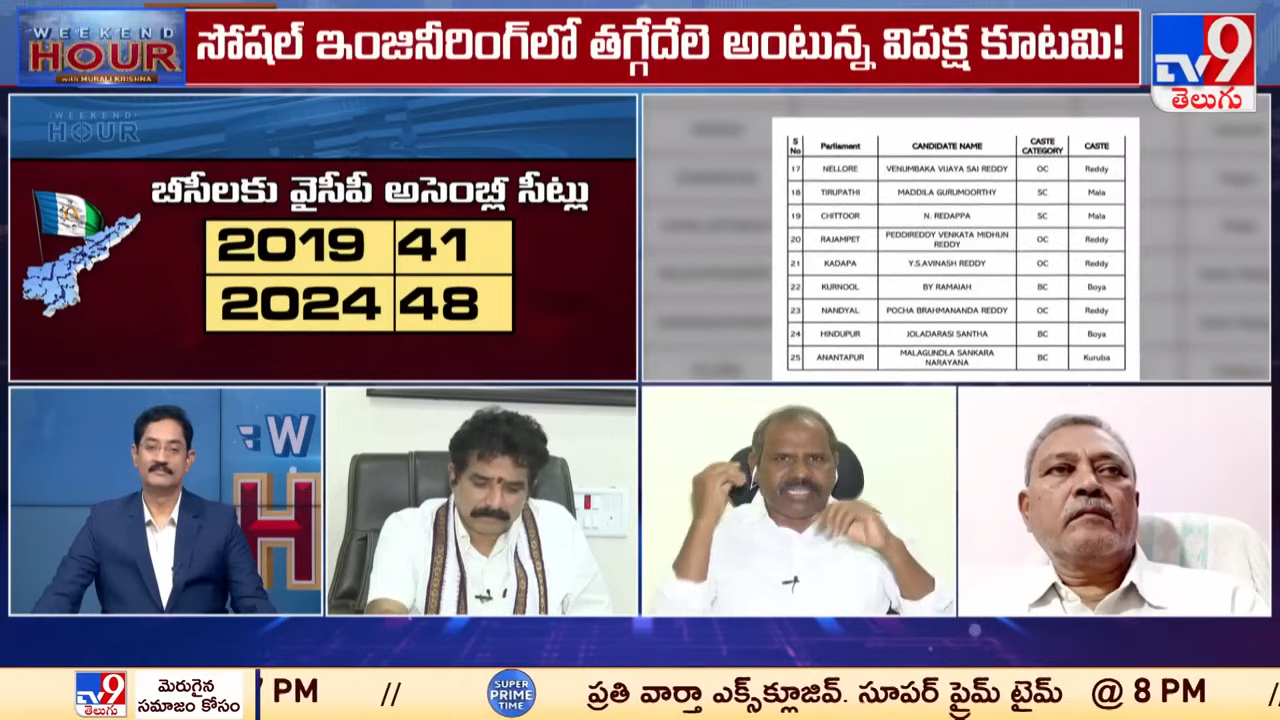 WEEKEND
HOUR
with MURALI KRISHNA
సోషల్ ఇంజినీరింగ్‌లో తగ్గేదేలె అంటున్న విపక్ష కూటమి!
TV9
తెలుగు
WEEKEND
HOUR
బీసీలకు వైసీపీ అసెంబ్లీ సీట్లు
2019 41
2024 48
S No Parliament CANDIDATE NAME CASTE CATEGORY CASTE
17 NELLORE VENUMBAKA VIJAYA SAI REDDY OC Reddy
18 TIRUPATHI MADDILA GURUMOORTHY SC Mala
19 CHITTOOR N. REDAPPA SC Mala
20 RAJAMPET PEDDIREDDY VENKATA MIDHUN REDDY OC Reddy
21 KADAPA Y.S.AVINASH REDDY OC Reddy
22 KURNOOL BY RAMAIAH BC Boya
23 NANDYAL POCHA BRAHMANANDA REDDY OC Reddy
24 HINDUPUR JOLADARASI SANTHA BC Boya
25 ANANTAPUR MALAGUNDLA SANKARA NARAYANA BC Kuruba
W
H
TV9
తెలుగు
మెరుగైన
సమాజం కోసం
PM // SUPER PRIME TIME ప్రతి వార్తా ఎక్స్‌క్లూజివ్. సూపర్ ప్రైమ్ టైమ్ @ 8 PM